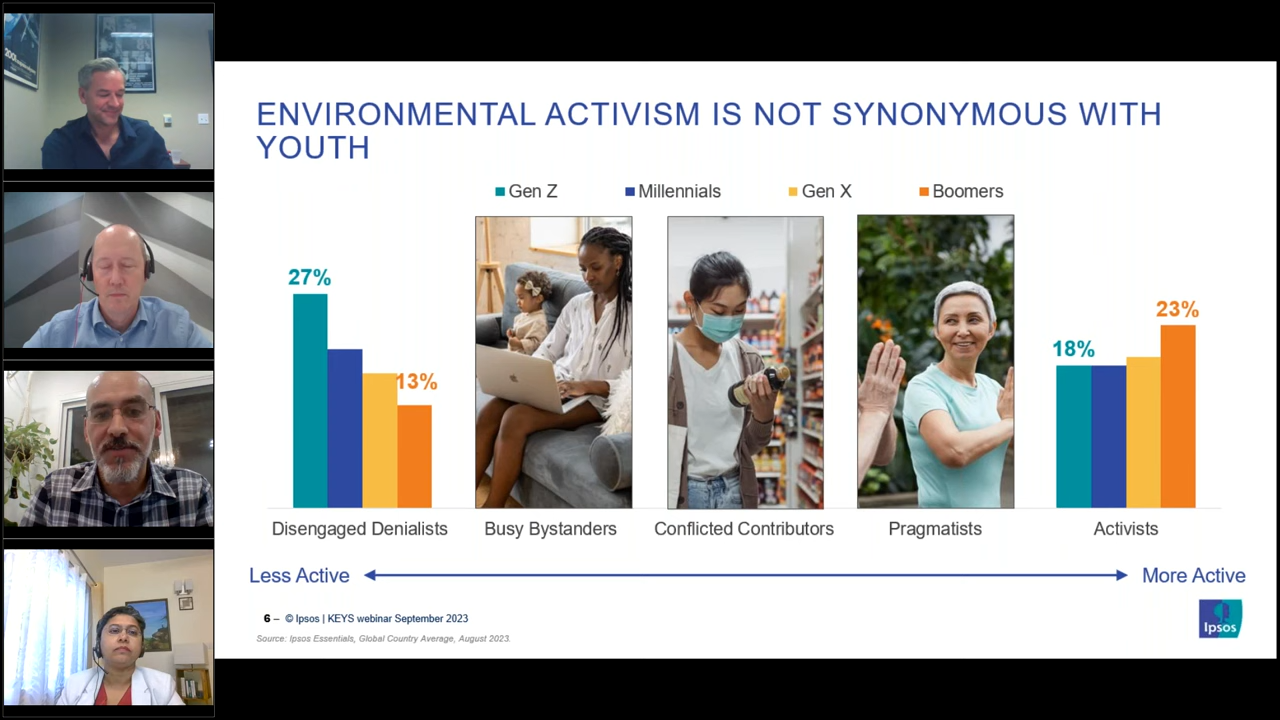 ENVIRONMENTAL ACTIVISM IS NOT SYNONYMOUS WITH
YOUTH
Gen Z
Millennials
Gen X
Boomers
27%
13%
18%
23%
Disengaged Denialists
Busy Bystanders
Conflicted Contributors
Pragmatists
Activists
Less Active
More Active
6 – © Ipsos | KEYS webinar September 2023
Source: Ipsos Essentials, Global Country Average, August 2023.
Ipsos